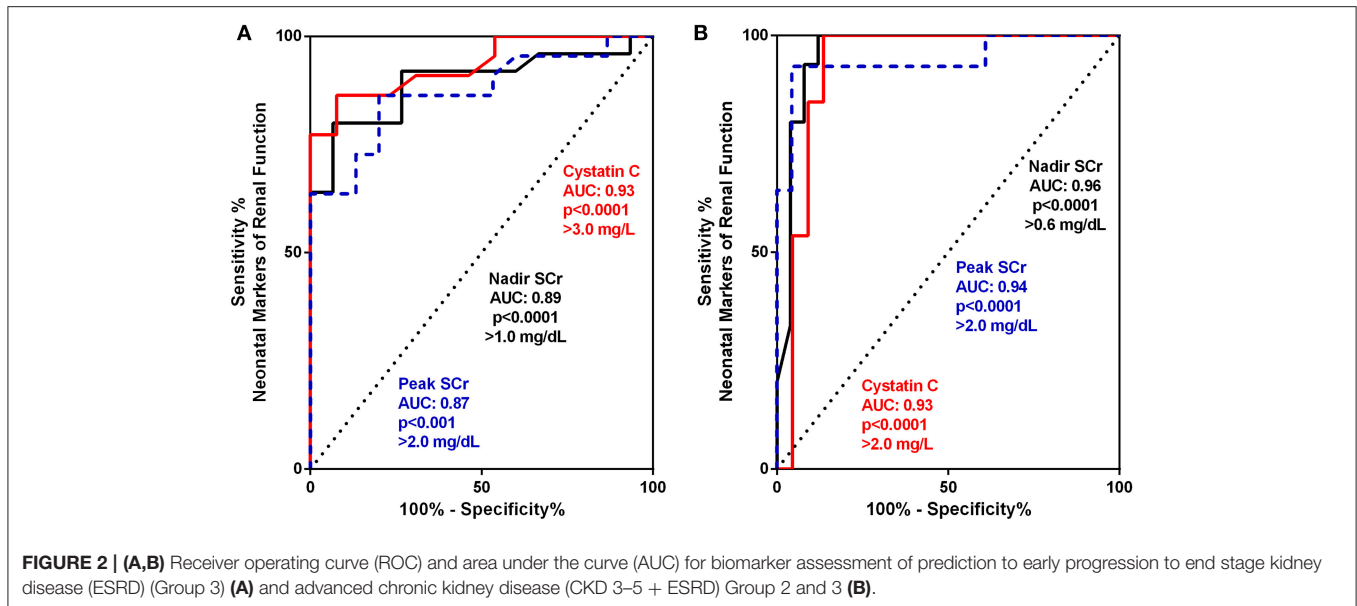 A
Sensitivity %
Neonatal Markers of Renal Function
100
50
0
0
50
100
100% - Specificity%
Cystatin C
AUC: 0.93
p<0.0001
>3.0 mg/L
Nadir SCr
AUC: 0.89
p<0.0001
>1.0 mg/dL
Peak SCr
AUC: 0.87
p<0.001
>2.0 mg/dL
B
Sensitivity %
Neonatal Markers of Renal Function
100
50
0
0
50
100
100% - Specificity%
Nadir SCr
AUC: 0.96
p<0.0001
>0.6 mg/dL
Peak SCr
AUC: 0.94
p<0.0001
>2.0 mg/dL
Cystatin C
AUC: 0.93
p<0.0001
>2.0 mg/L
FIGURE 2 | (A,B) Receiver operating curve (ROC) and area under the curve (AUC) for biomarker assessment of prediction to early progression to end stage kidney
disease (ESRD) (Group 3) (A) and advanced chronic kidney disease (CKD 3–5 + ESRD) Group 2 and 3 (B).